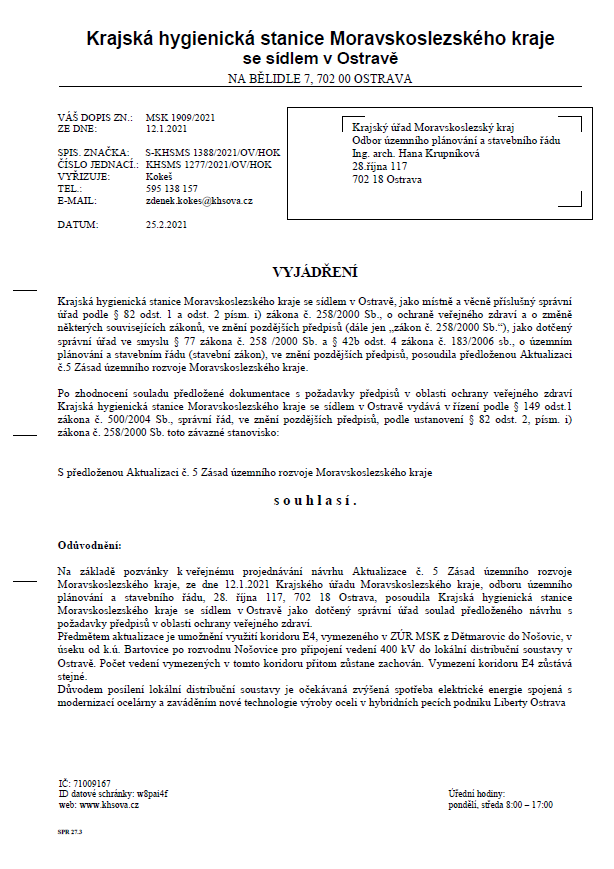 Krajská hygienická stanice Moravskoslezského kraje
se sídlem v Ostravě
NA BĚLIDLE 7, 702 00 OSTRAVA
VÁŠ DOPIS ZN.: MSK 1909/2021
ZE DNE: 12.1.2021
SPIS. ZNAČKA: S-KHSMS 1388/2021/OV/HOK
ČÍSLO JEDNACÍ.: KHSMS 1277/2021/OV/HOK
VYŘIZUJE: Kokeš
TEL.: 595 138 157
E-MAIL: zdenek.kokes@khsova.cz
DATUM: 25.2.2021
Krajský úřad Moravskoslezský kraj
Odbor územního plánování a stavebního řádu
Ing. arch. Hana Krupníková
28.října 117
702 18 Ostrava
VYJÁDŘENÍ
Krajská hygienická stanice Moravskoslezského kraje se sídlem v Ostravě, jako místně a věcně příslušný správní
úřad podle § 82 odst. 1 a odst. 2 písm. i) zákona č. 258/2000 Sb., o ochraně veřejného zdraví a o změně
některých souvisejících zákonů, ve znění pozdějších předpisů (dále jen „zákon č. 258/2000 Sb.“), jako dotčený
správní úřad ve smyslu § 77 zákona č. 258 /2000 Sb. a § 42b odst. 4 zákona č. 183/2006 sb., o územním
plánování a stavebním řádu (stavební zákon), ve znění pozdějších předpisů, posoudila předloženou Aktualizaci
č.5 Zásad územního rozvoje Moravskoslezského kraje.
Po zhodnocení souladu předložené dokumentace s požadavky předpisů v oblasti ochrany veřejného zdraví
Krajská hygienická stanice Moravskoslezského kraje se sídlem v Ostravě vydává v řízení podle § 149 odst.1
zákona č. 500/2004 Sb., správní řád, ve znění pozdějších předpisů, podle ustanovení § 82 odst. 2, písm. i)
zákona č. 258/2000 Sb. toto závazné stanovisko:
S předloženou Aktualizaci č. 5 Zásad územního rozvoje Moravskoslezského kraje
s o u h l a s í .
Odůvodnění:
Na základě pozvánky k veřejnému projednávání návrhu Aktualizace č. 5 Zásad územního rozvoje
Moravskoslezského kraje, ze dne 12.1.2021 Krajského úřadu Moravskoslezského kraje, odboru územního
plánování a stavebního řádu, 28. října 117, 702 18 Ostrava, posoudila Krajská hygienická stanice
Moravskoslezského kraje se sídlem v Ostravě jako dotčený správní úřad soulad předloženého návrhu s
požadavky předpisů v oblasti ochrany veřejného zdraví.
Předmětem aktualizace je umožnění využití koridoru E4, vymezeného v ZÚR MSK z Dětmarovic do Nošovic, v
úseku od k.ú. Bartovice po rozvodnu Nošovice pro připojení vedení 400 kV do lokální distribuční soustavy v
Ostravě. Počet vedení vymezených v tomto koridoru přitom zůstane zachován. Vymezení koridoru E4 zůstává
stejné.
Důvodem posílení lokální distribuční soustavy je očekávaná zvýšená spotřeba elektrické energie spojená s
modernizací ocelárny a zaváděním nové technologie výroby oceli v hybridních pecích podniku Liberty Ostrava
IČ: 71009167
ID datové schránky: w8pai4f
web: www.khsova.cz
Úřední hodiny:
pondělí, středa 8:00 – 17:00
SPR 27.3